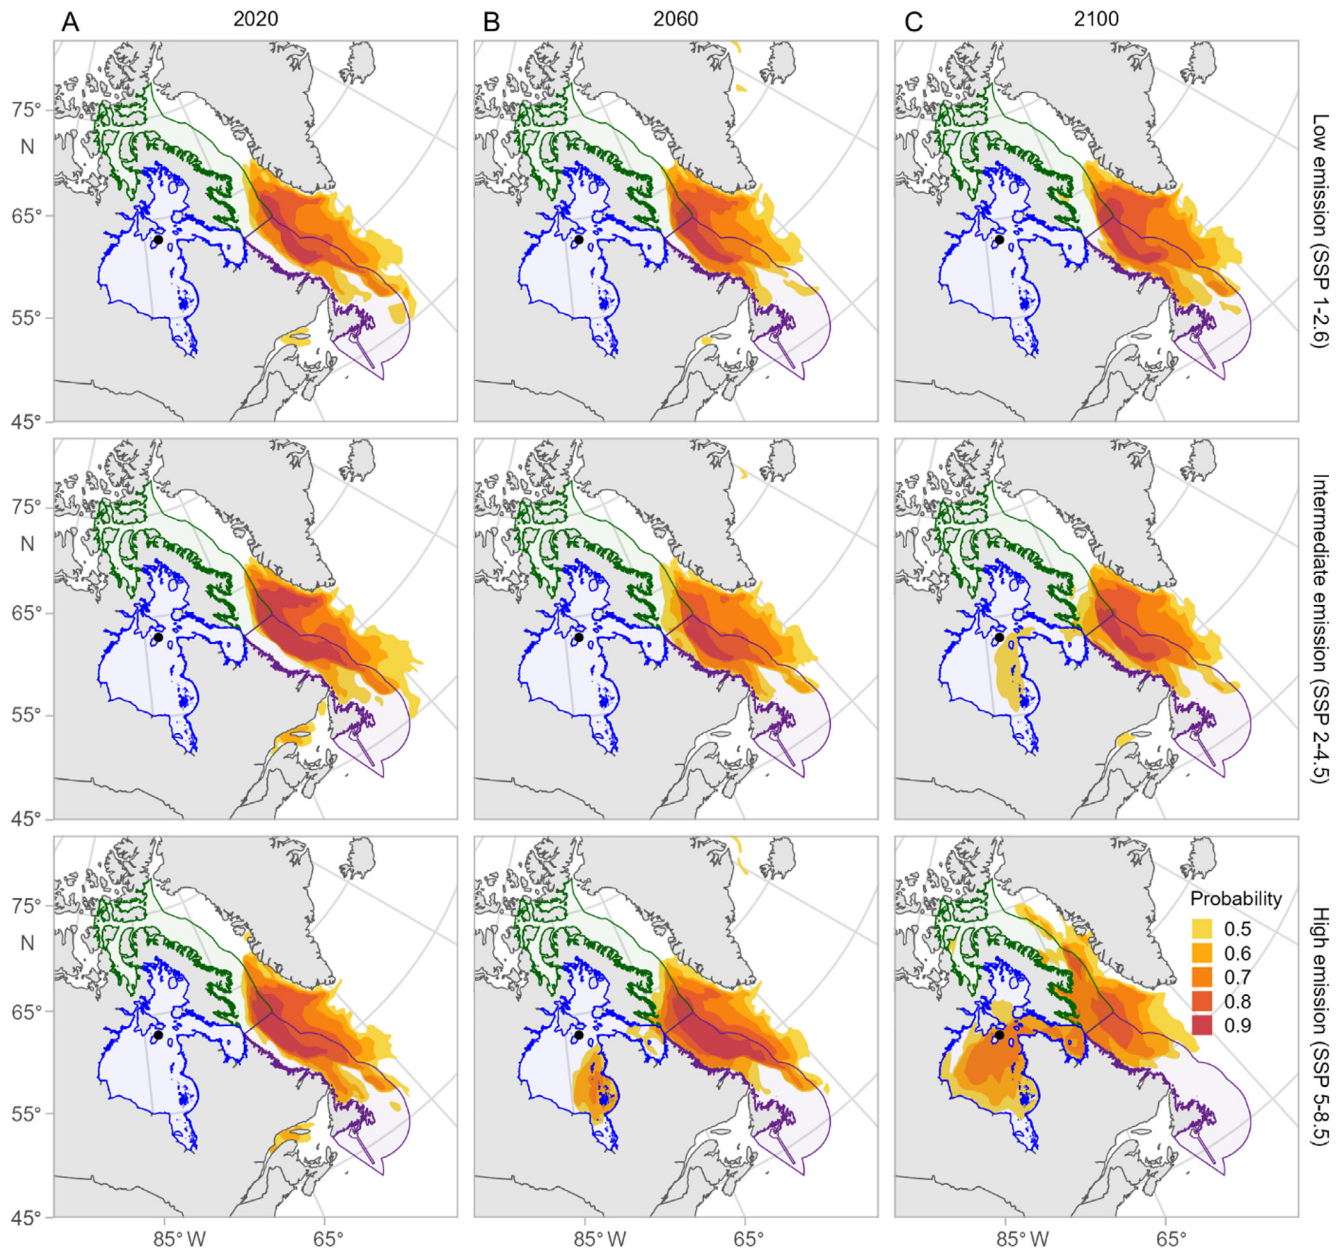 A 2020 B 2060 C 2100
75°
N
65°
55°
45°
Low emission (SSP 1-2.6)
75°
N
65°
55°
45°
Intermediate emission (SSP 2-4.5)
75°
N
65°
55°
45°
High emission (SSP 5-8.5)
Probability
0.5
0.6
0.7
0.8
0.9
85° W 65° 85° W 65° 85° W 65°